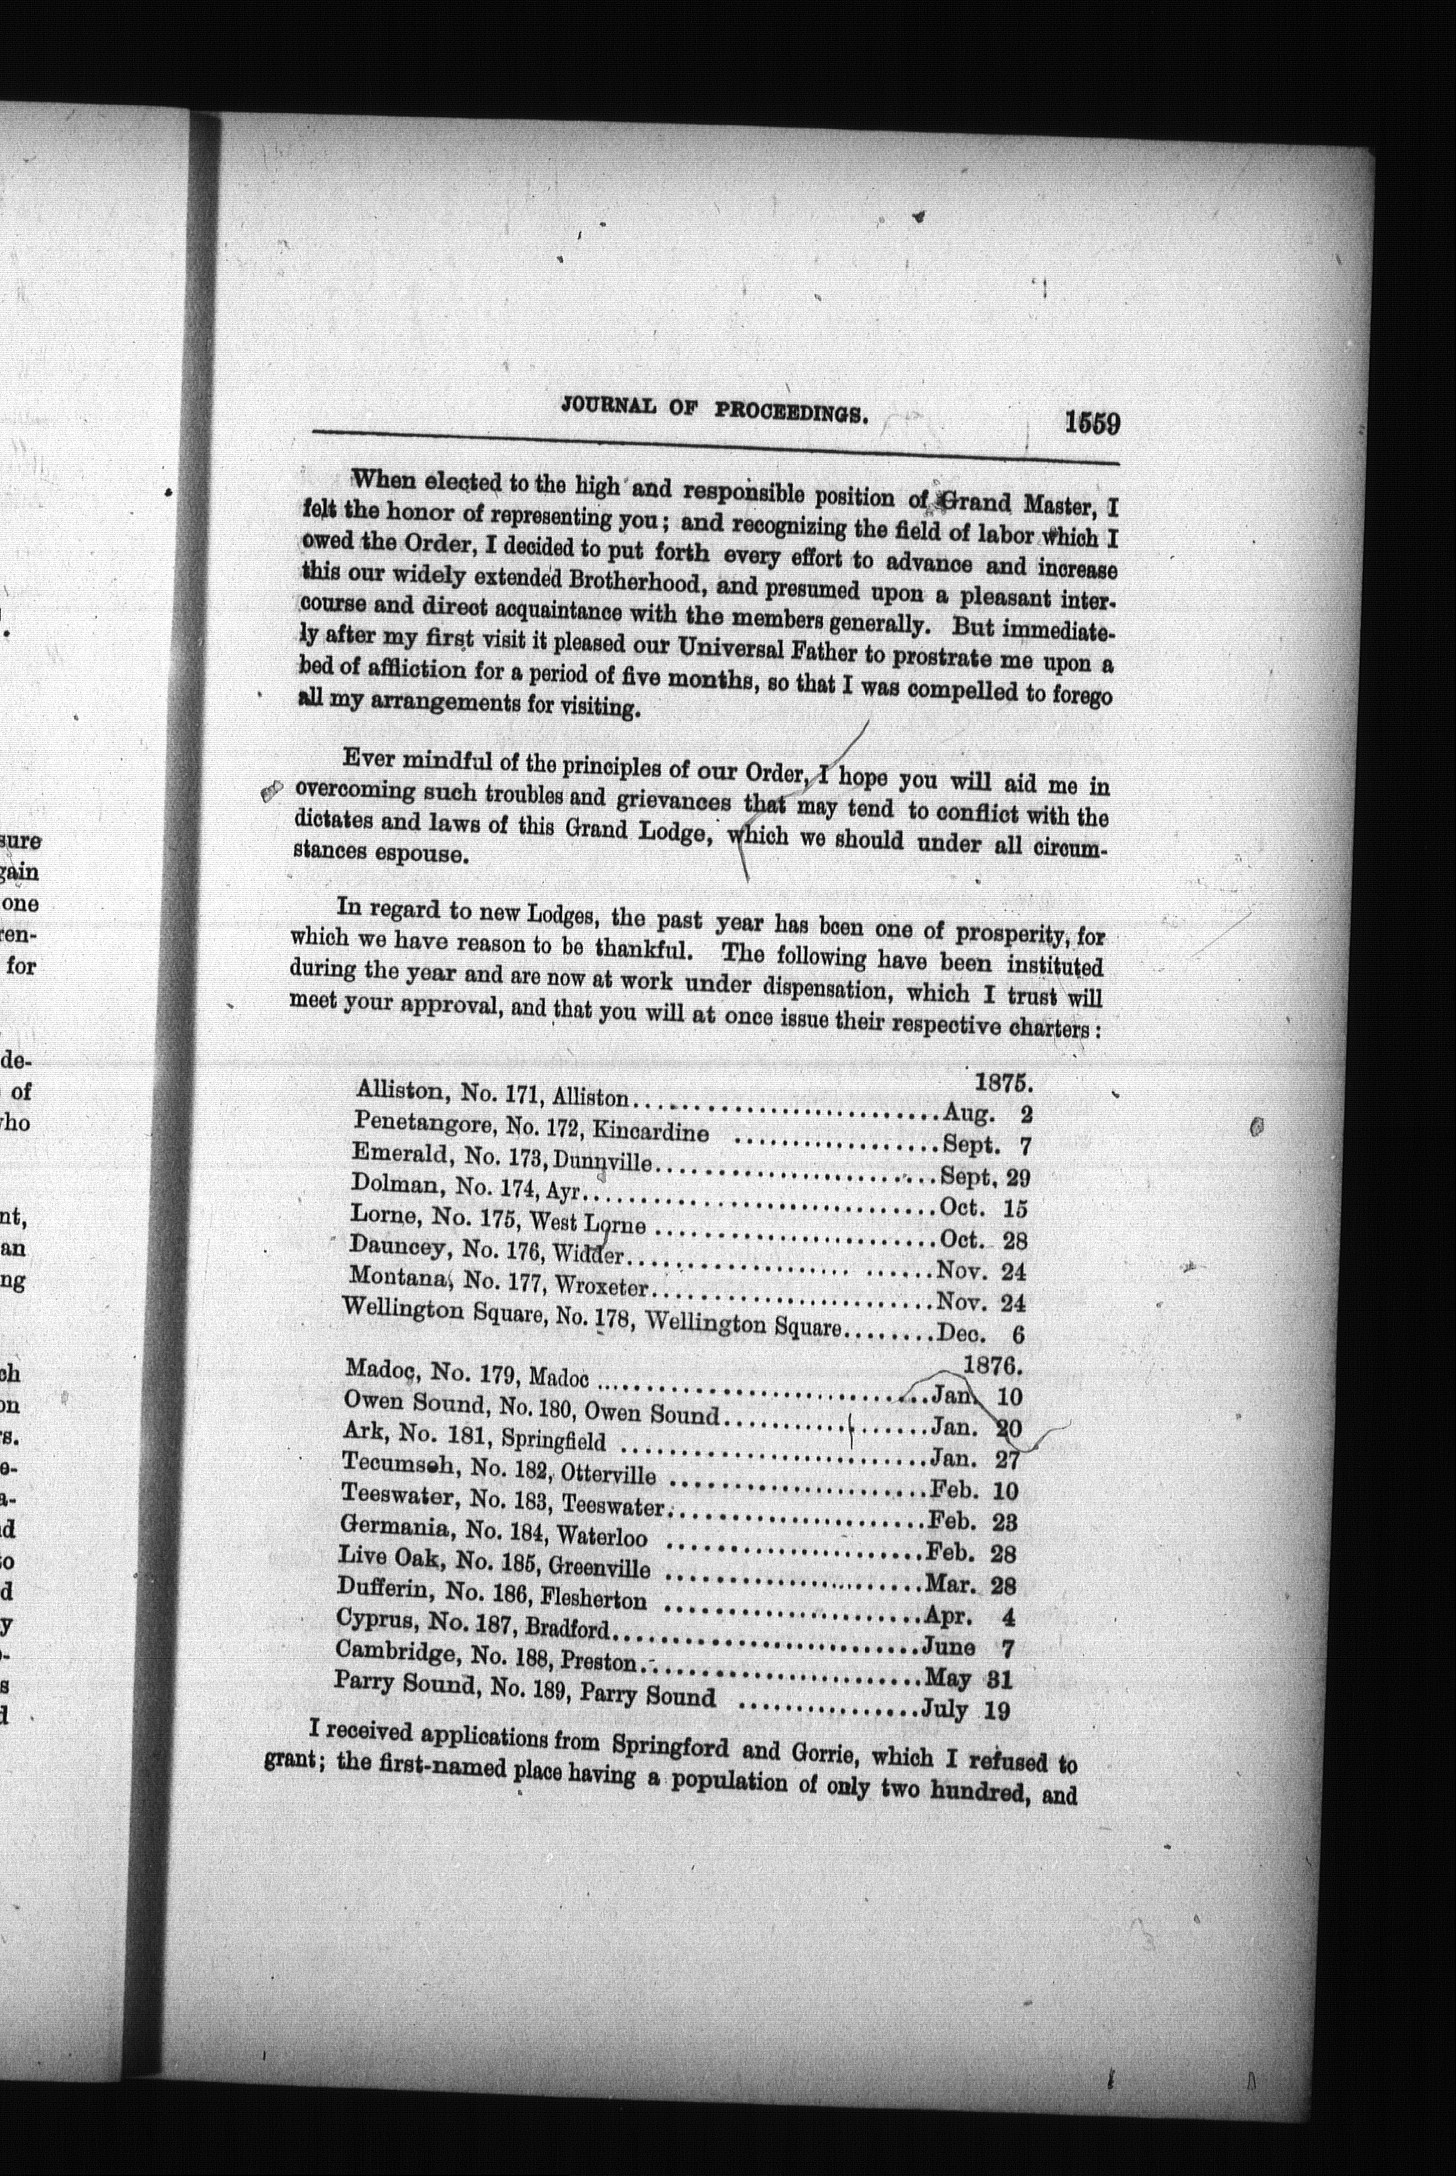 JOURNAL OF PROCEEDINGS. 1559
When elected to the high and responsible position of Grand Master, I
felt the honor of representing you; and recognizing the field of labor which I
owed the Order, I decided to put forth every effort to advance and increase
this our widely extended Brotherhood, and presumed upon a pleasant inter-
course and direct acquaintance with the members generally. But immediate-
ly after my first visit it pleased our Universal Father to prostrate me upon a
bed of affliction for a period of five months, so that I was compelled to forego
all my arrangements for visiting.
Ever mindful of the principles of our Order, I hope you will aid me in
overcoming such troubles and grievances that may tend to conflict with the
dictates and laws of this Grand Lodge, which we should under all circum-
stances espouse.
In regard to new Lodges, the past year has been one of prosperity, for
which we have reason to be thankful. The following have been instituted
during the year and are now at work under dispensation, which I trust will
meet your approval, and that you will at once issue their respective charters:
1875.
Alliston, No. 171, Alliston............................Aug. 2
Penetangore, No. 172, Kincardine ..................Sept. 7
Emerald, No. 173, Dunnville..........................Sept, 29
Dolman, No. 174, Ayr................................Oct. 15
Lorne, No. 175, West Lorne ..........................Oct. 28
Dauncey, No. 176, Widder.................... ......Nov. 24
Montana, No. 177, Wroxeter..........................Nov. 24
Wellington Square, No. 178, Wellington Square........Dec. 6
1876.
Madoc, No. 179, Madoc ..............................Jan. 10
Owen Sound, No. 180, Owen Sound....................Jan. 20
Ark, No. 181, Springfield ............................Jan. 27
Tecumseh, No. 182, Otterville ........................Feb. 10
Teeswater, No. 183, Teeswater........................Feb. 23
Germania, No. 184, Waterloo ........................Feb. 28
Live Oak, No. 185, Greenville ........................Mar. 28
Dufferin, No. 186, Flesherton ........................Apr. 4
Cyprus, No. 187, Bradford............................June 7
Cambridge, No. 188, Preston..........................May 31
Parry Sound, No. 189, Parry Sound ................July 19
I received applications from Springford and Gorrie, which I refused to
grant; the first-named place having a population of only two hundred, and